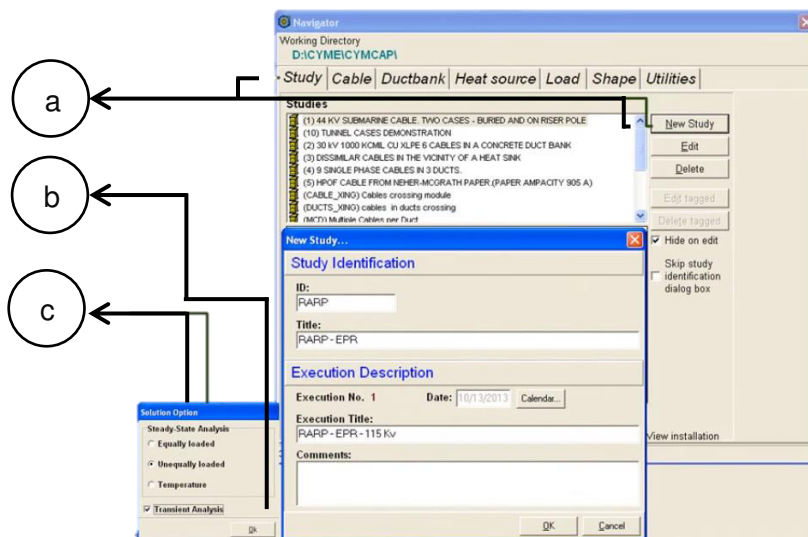 Navigator
Working Directory
D:\CYME\CYMCAP\
Study Cable Ductbank Heat source Load Shape Utilities
Studies
(1) 44 KV SUBMARINE CABLE. TWO CASES - BURIED AND ON RISER POLE
(10) TUNNEL CASES DEMONSTRATION
(2) 30 kV 1000 KCMIL CU XLPE 6 CABLES IN A CONCRETE DUCT BANK
(3) DISSIMILAR CABLES IN THE VICINITY OF A HEAT SINK
(4) 9 SINGLE PHASE CABLES IN 3 DUCTS.
(5) HPOF CABLE FROM NEHER-MCGRATH PAPER.(PAPER AMPACITY 905 A)
(CABLE_XING) Cables crossing module
(DUCTS_XING) cables in ducts crossing
(MCD) Multiple Cables per Duct
New Study
Edit
Delete
Edit tagged
Delete tagged
Hide on edit
Skip study
identification
dialog box
View installation
New Study...
Study Identification
ID:
RARP
Title:
RARP - EPR
Execution Description
Execution No. 1 Date: 10/13/2013 Calendar...
Execution Title:
RARP - EPR - 115 Kv
Comments:
OK Cancel
Solution Option
Steady-State Analysis
Equally loaded
Unequally loaded
Temperature
Transient Analysis
Ok
a
b
c